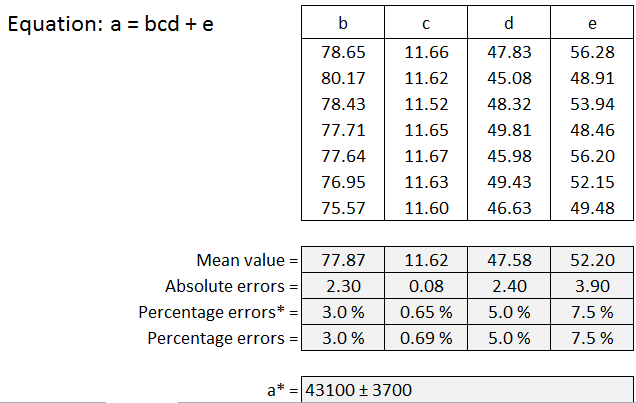 Equation: a = bcd + e
b c d e
78.65 11.66 47.83 56.28
80.17 11.62 45.08 48.91
78.43 11.52 48.32 53.94
77.71 11.65 49.81 48.46
77.64 11.67 45.98 56.20
76.95 11.63 49.43 52.15
75.57 11.60 46.63 49.48
Mean value = 77.87 11.62 47.58 52.20
Absolute errors = 2.30 0.08 2.40 3.90
Percentage errors* = 3.0 % 0.65 % 5.0 % 7.5 %
Percentage errors = 3.0 % 0.69 % 5.0 % 7.5 %
a* = 43100 ± 3700